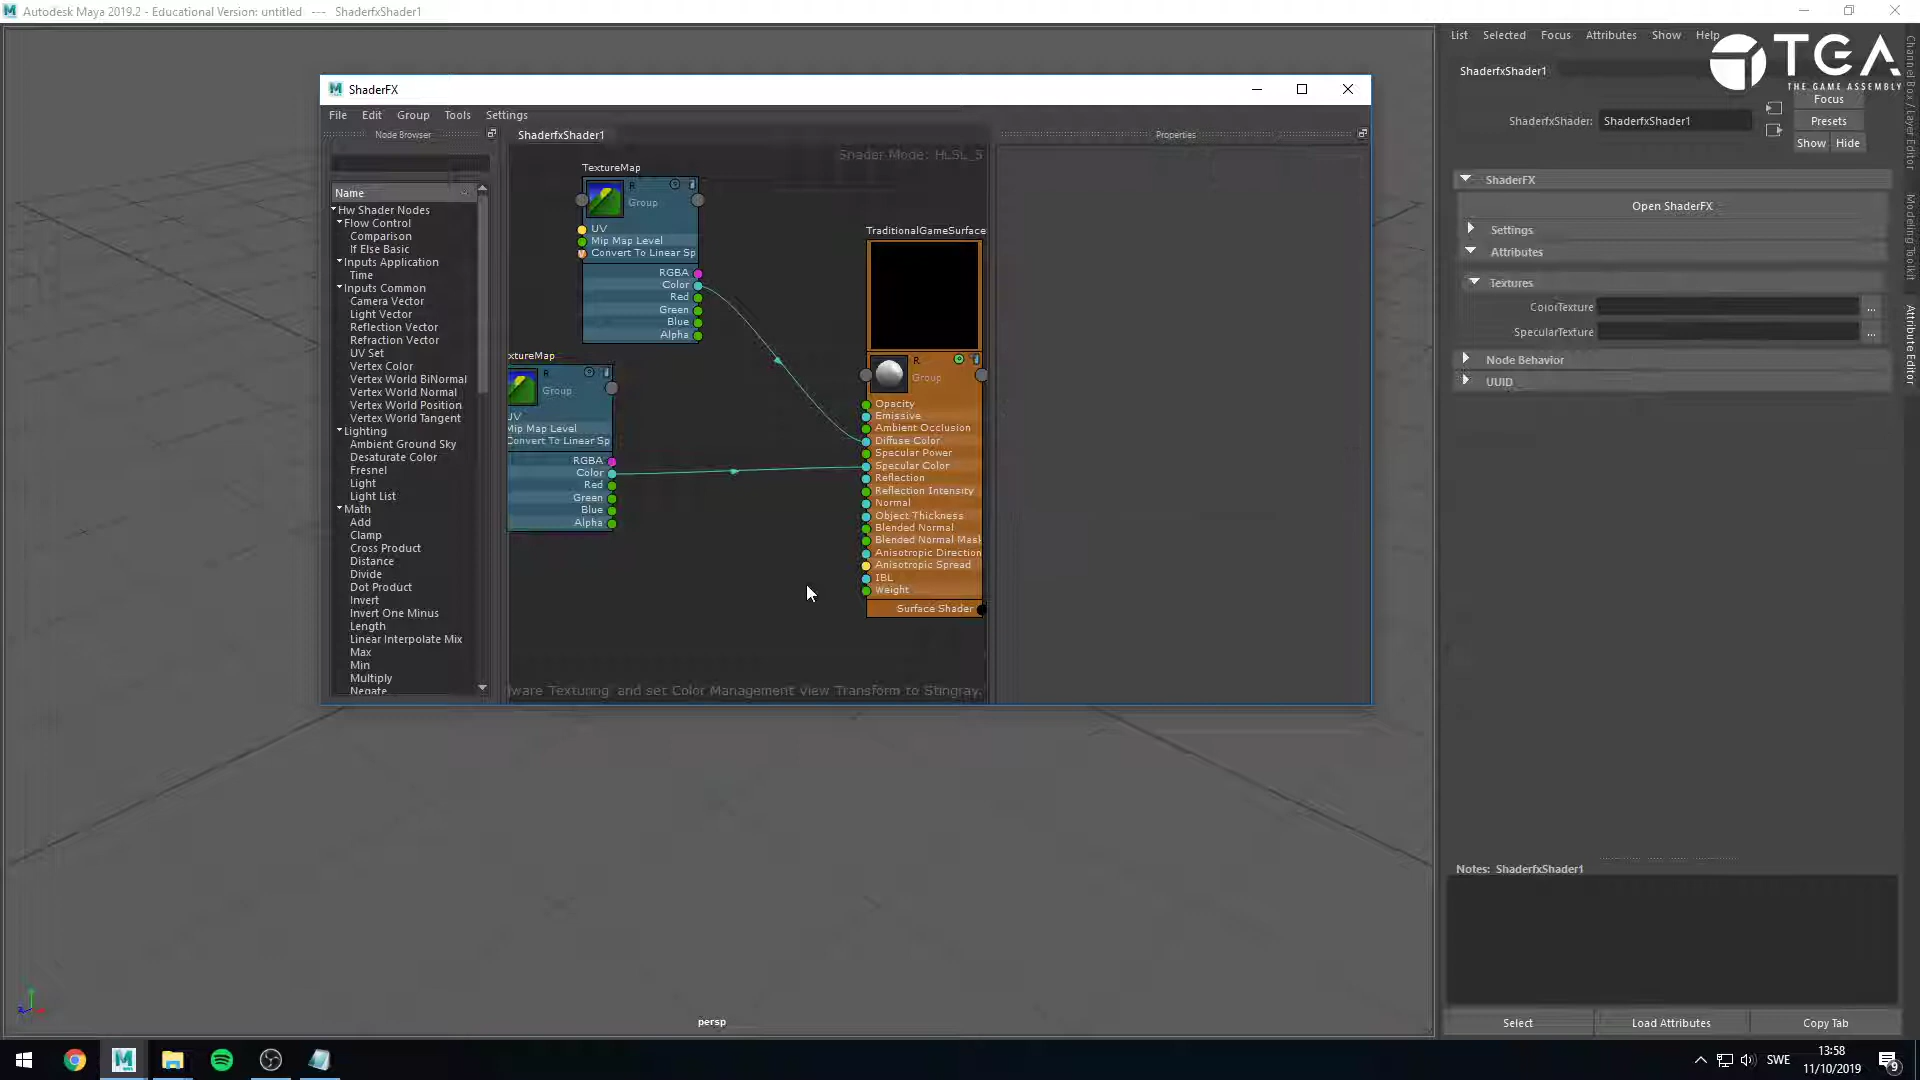 Autodesk Maya 2019.2 - Educational Version: untitled --- ShaderfxShader1
List Selected Focus Attributes Show Help
TGA
THE GAME ASSEMBLY
ShaderfxShader1
Focus
ShaderfxShader: ShaderfxShader1
Presets
Show Hide
ShaderFX
Open ShaderFX
Settings
Attributes
Textures
ColorTexture ...
SpecularTexture ...
Node Behavior
UUID
Notes: ShaderfxShader1
Select Load Attributes Copy Tab
Channel Box / Layer Editor
Modeling Toolkit
Attribute Editor
ShaderFX
File Edit Group Tools Settings
Node Browser
ShaderfxShader1
Properties
Shader Mode: HLSL_5
Name
Hw Shader Nodes
Flow Control
Comparison
If Else Basic
Inputs Application
Time
Inputs Common
Camera Vector
Light Vector
Reflection Vector
Refraction Vector
UV Set
Vertex Color
Vertex World BiNormal
Vertex World Normal
Vertex World Position
Vertex World Tangent
Lighting
Ambient Ground Sky
Desaturate Color
Fresnel
Light
Light List
Math
Add
Clamp
Cross Product
Distance
Divide
Dot Product
Invert
Invert One Minus
Length
Linear Interpolate Mix
Max
Min
Multiply
Negate
TextureMap
R
Group
UV
Mip Map Level
Convert To Linear Sp
RGBA
Color
Red
Green
Blue
Alpha
xtureMap
R
Group
UV
Mip Map Level
Convert To Linear Sp
RGBA
Color
Red
Green
Blue
Alpha
TraditionalGameSurface
R
Group
Opacity
Emissive
Ambient Occlusion
Diffuse Color
Specular Power
Specular Color
Reflection
Reflection Intensity
Normal
Object Thickness
Blended Normal
Blended Normal Mask
Anisotropic Direction
Anisotropic Spread
IBL
Weight
Surface Shader
ware Texturing' and set Color Management View Transform to Stingray.
persp
SWE
13:58
11/10/2019
9